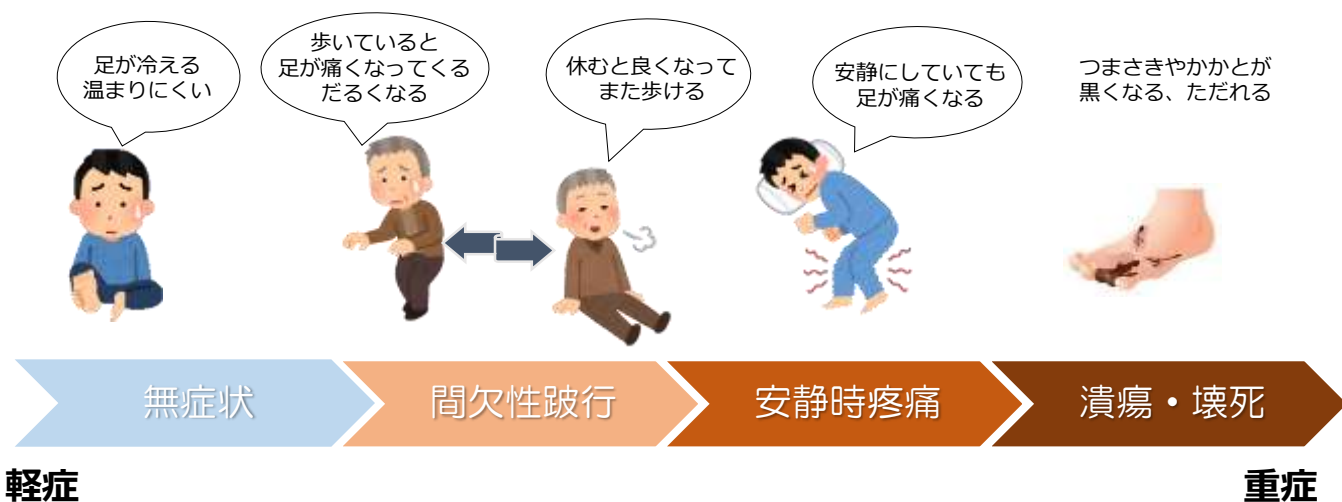 足が冷える
温まりにくい
歩いていると
足が痛くなってくる
だるくなる
休むと良くなって
また歩ける
安静にしていても
足が痛くなる
つまさきやかかとが
黒くなる、ただれる
無症状
間欠性跛行
安静時疼痛
潰瘍・壊死
軽症
重症